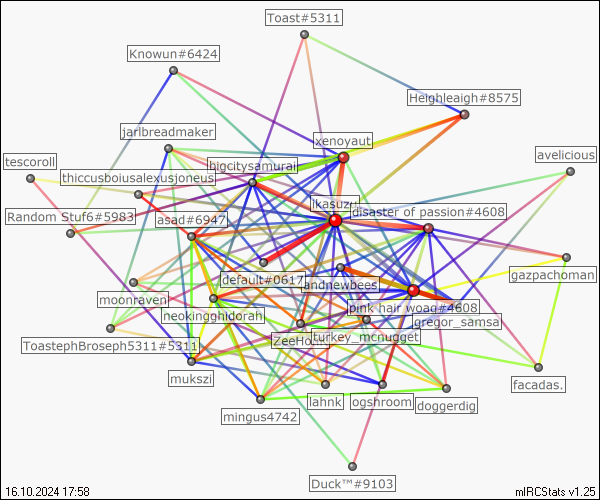 Toast#5311
Knowun#6424
Heighleaigh#8575
jarlbreadmaker
xenoyaut
avelicious
tescoroll
bigcitysamurai
thiccusboiusalexusjoneus
ikasuzu
disaster of passion#4608
Random Stuf6#5983
asad#6947
gazpachoman
default#0617
andnewbees
moonraven
pink hair woag#4608
neokingghidorah
gregor_samsa
ZeeHo
turkey_mcnugget
ToastephBroseph5311#5311
mukszi
facadas.
lahnk
ogshroom
doggerdig
mingus4742
Duck™#9103
16.10.2024 17:58
mIRCStats v1.25